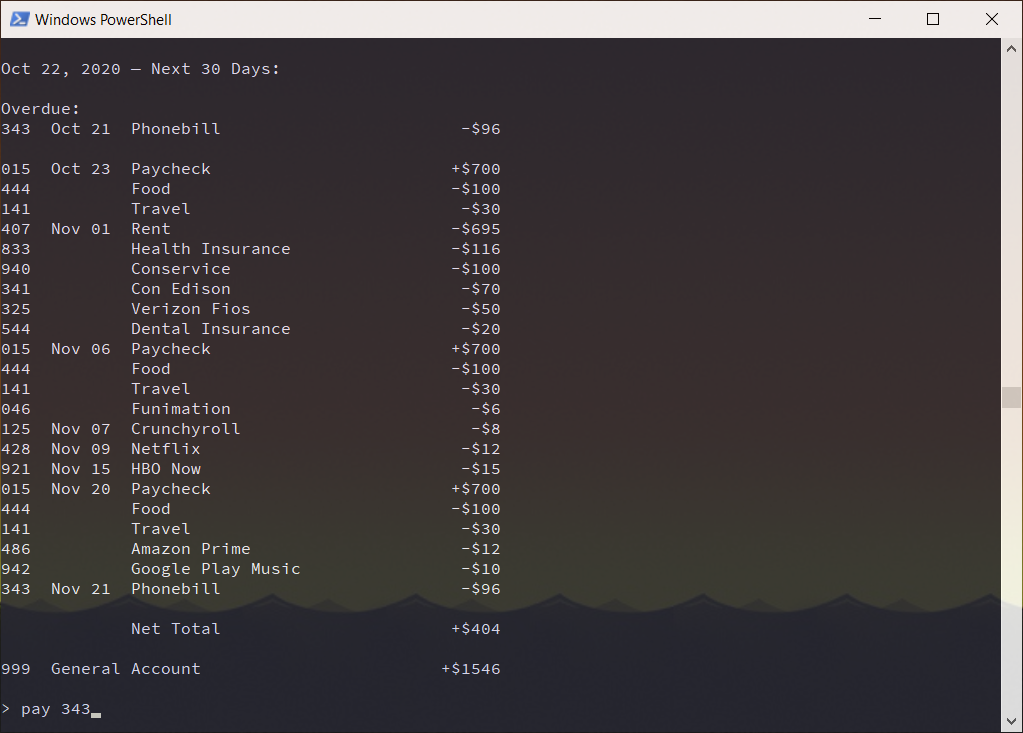 Windows PowerShell
Oct 22, 2020 — Next 30 Days:
Overdue:
343  Oct 21  Phonebill                        -$96
015  Oct 23  Paycheck                        +$700
444          Food                            -$100
141          Travel                           -$30
407  Nov 01  Rent                            -$695
833          Health Insurance                -$116
940          Conservice                      -$100
341          Con Edison                       -$70
325          Verizon Fios                     -$50
544          Dental Insurance                 -$20
015  Nov 06  Paycheck                        +$700
444          Food                            -$100
141          Travel                           -$30
046          Funimation                        -$6
125  Nov 07  Crunchyroll                       -$8
428  Nov 09  Netflix                          -$12
921  Nov 15  HBO Now                          -$15
015  Nov 20  Paycheck                        +$700
444          Food                            -$100
141          Travel                           -$30
486          Amazon Prime                     -$12
942          Google Play Music                -$10
343  Nov 21  Phonebill                        -$96
Net Total                       +$404
999  General Account                        +$1546
> pay 343_